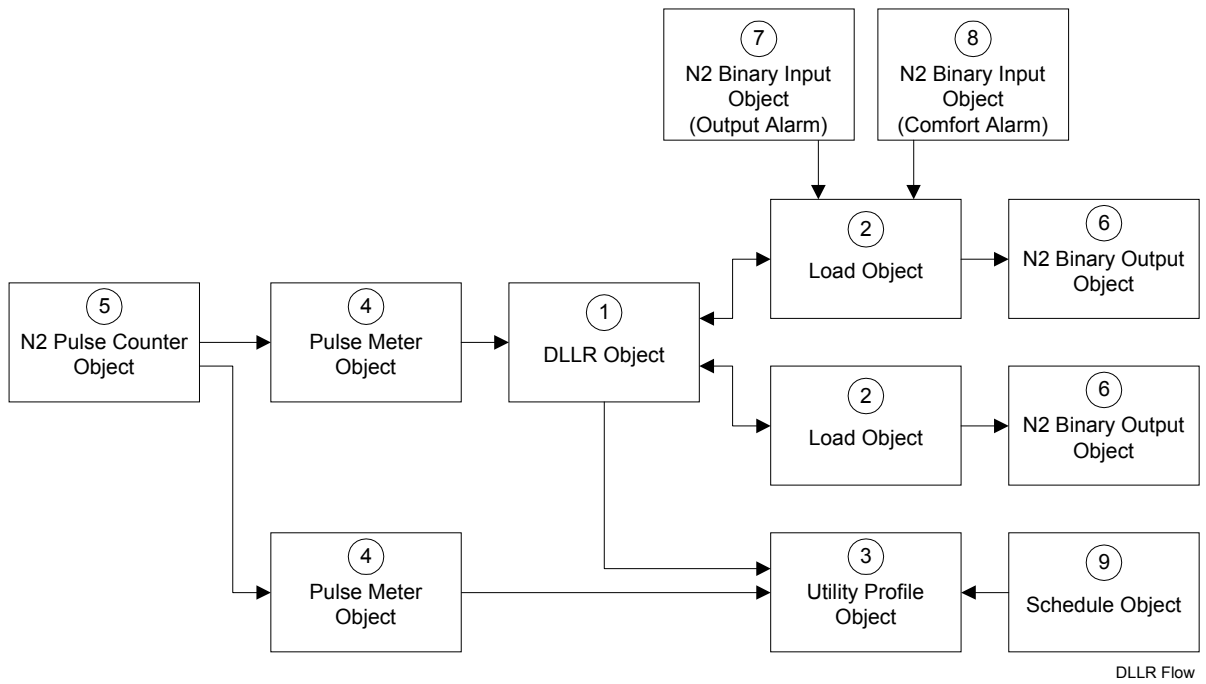 7
N2 Binary Input
Object
(Output Alarm)
8
N2 Binary Input
Object
(Comfort Alarm)
2
Load Object
6
N2 Binary Output
Object
5
N2 Pulse Counter
Object
4
Pulse Meter
Object
1
DLLR Object
2
Load Object
6
N2 Binary Output
Object
4
Pulse Meter
Object
3
Utility Profile
Object
9
Schedule Object
DLLR Flow